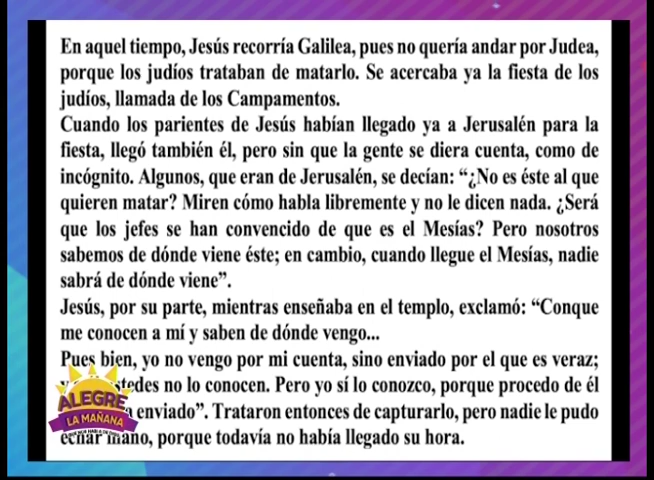 En aquel tiempo, Jesús recorría Galilea, pues no quería andar por Judea,
porque los judíos trataban de matarlo. Se acercaba ya la fiesta de los
judíos, llamada de los Campamentos.
Cuando los parientes de Jesús habían llegado ya a Jerusalén para la
fiesta, llegó también él, pero sin que la gente se diera cuenta, como de
incógnito. Algunos, que eran de Jerusalén, se decían: “¿No es éste al que
quieren matar? Miren cómo habla libremente y no le dicen nada. ¿Será
que los jefes se han convencido de que es el Mesías? Pero nosotros
sabemos de dónde viene éste; en cambio, cuando llegue el Mesías, nadie
sabrá de dónde viene”.
Jesús, por su parte, mientras enseñaba en el templo, exclamó: “Conque
me conocen a mí y saben de dónde vengo...
Pues bien, yo no vengo por mi cuenta, sino enviado por el que es veraz;
no lo conocen. Pero yo sí lo conozco, porque procedo de él
enviado”. Trataron entonces de capturarlo, pero nadie le pudo
echar mano, porque todavía no había llegado su hora.
ALEGRE
LA MAÑANA